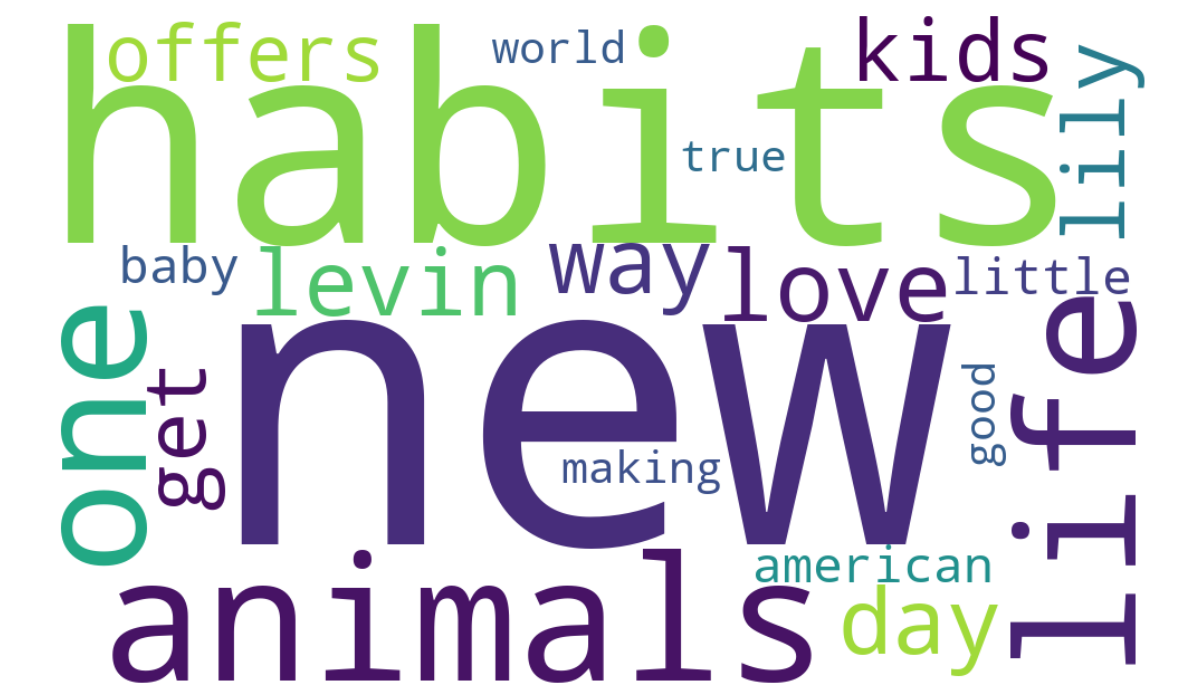 offers
world
kids
habits
true
lily
baby
levin
way
love
little
one
get
new
making
good
life
american
animals
day